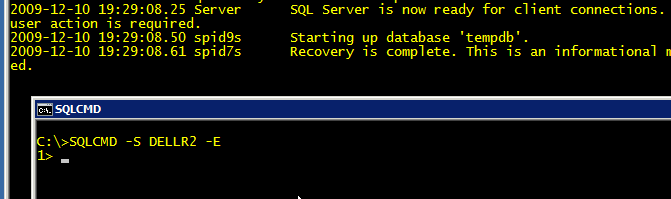 2009-12-10 19:29:08.25 Server SQL Server is now ready for client connections.
user action is required.
2009-12-10 19:29:08.50 spid9s Starting up database 'tempdb'.
2009-12-10 19:29:08.61 spid7s Recovery is complete. This is an informational m
ed.
SQLCMD
C:\>SQLCMD -S DELLR2 -E
1>